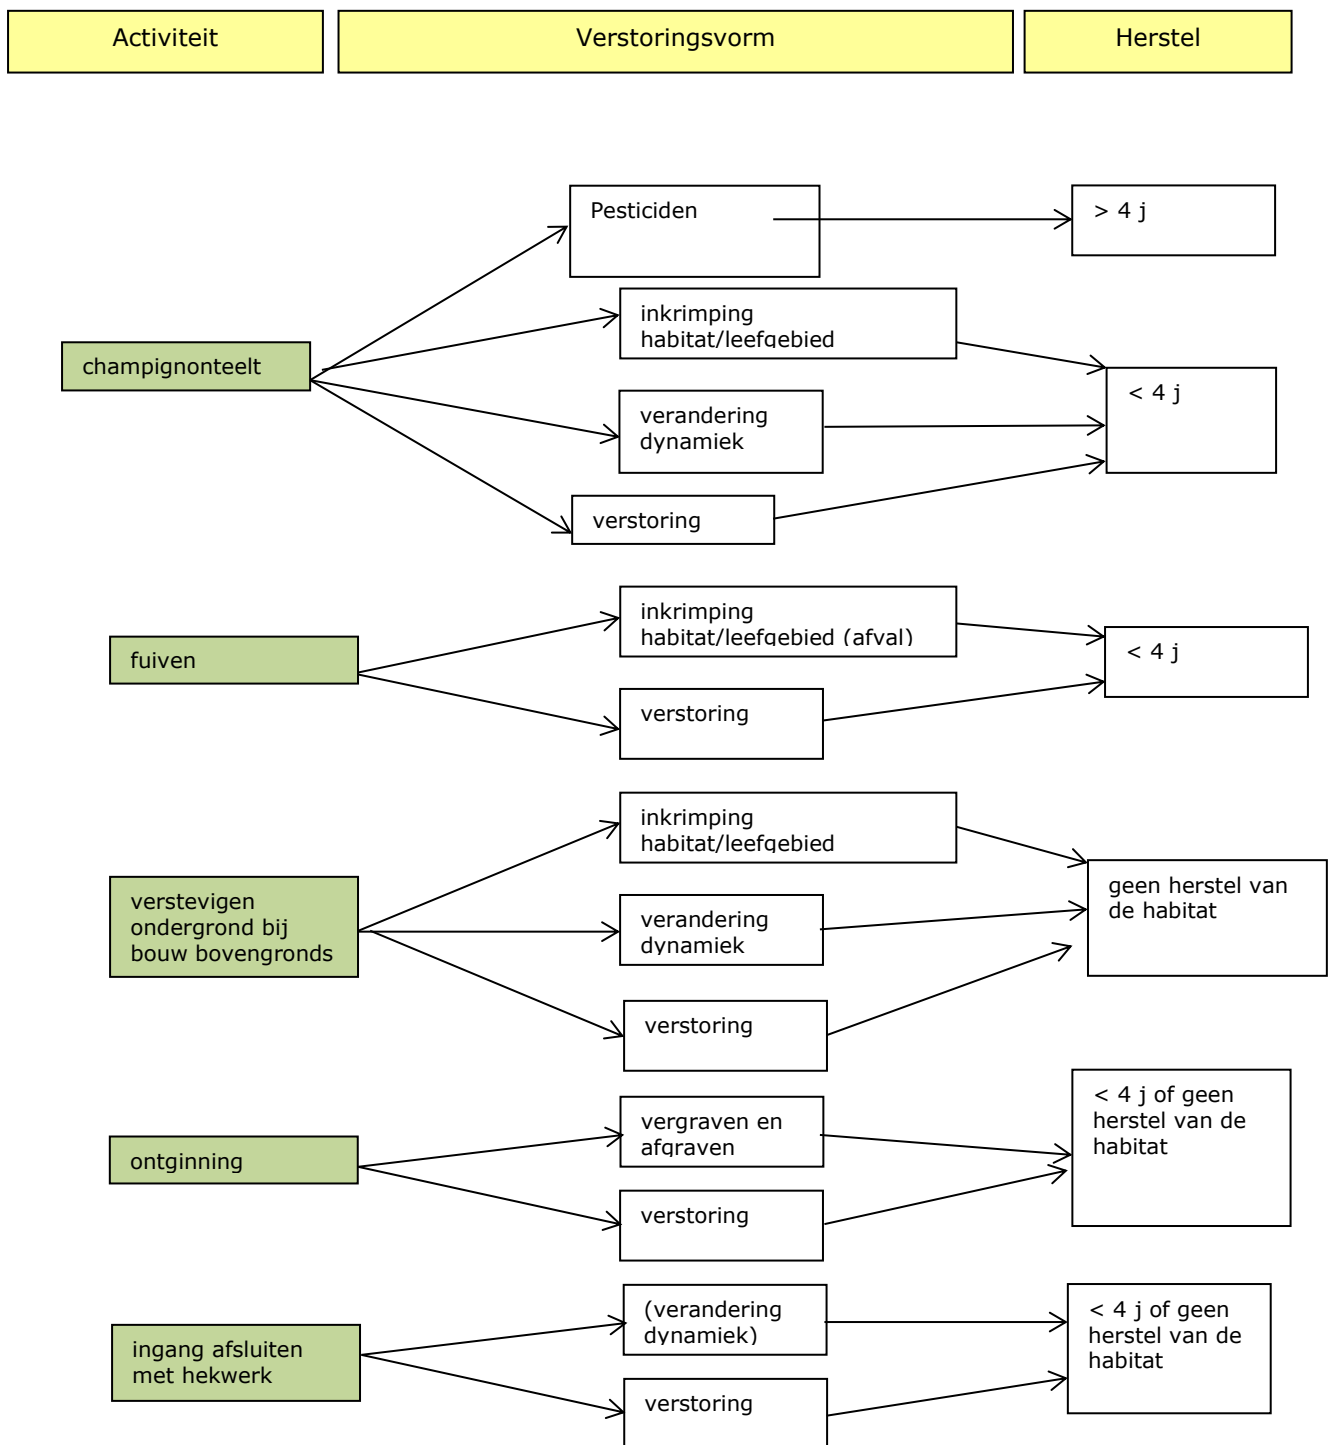 Activiteit
Verstoringsvorm
Herstel
Pesticiden
> 4 j
inkrimping
habitat/leefgebied
champignonteelt
< 4 j
verandering
dynamiek
verstoring
inkrimping
habitat/leefgebied (afval)
fuiven
< 4 j
verstoring
inkrimping
habitat/leefgebied
verstevigen
ondergrond bij
bouw bovengronds
geen herstel van
de habitat
verandering
dynamiek
verstoring
< 4 j of geen
herstel van de
habitat
vergraven en
afgraven
ontginning
verstoring
(verandering
dynamiek)
< 4 j of geen
herstel van de
habitat
ingang afsluiten
met hekwerk
verstoring